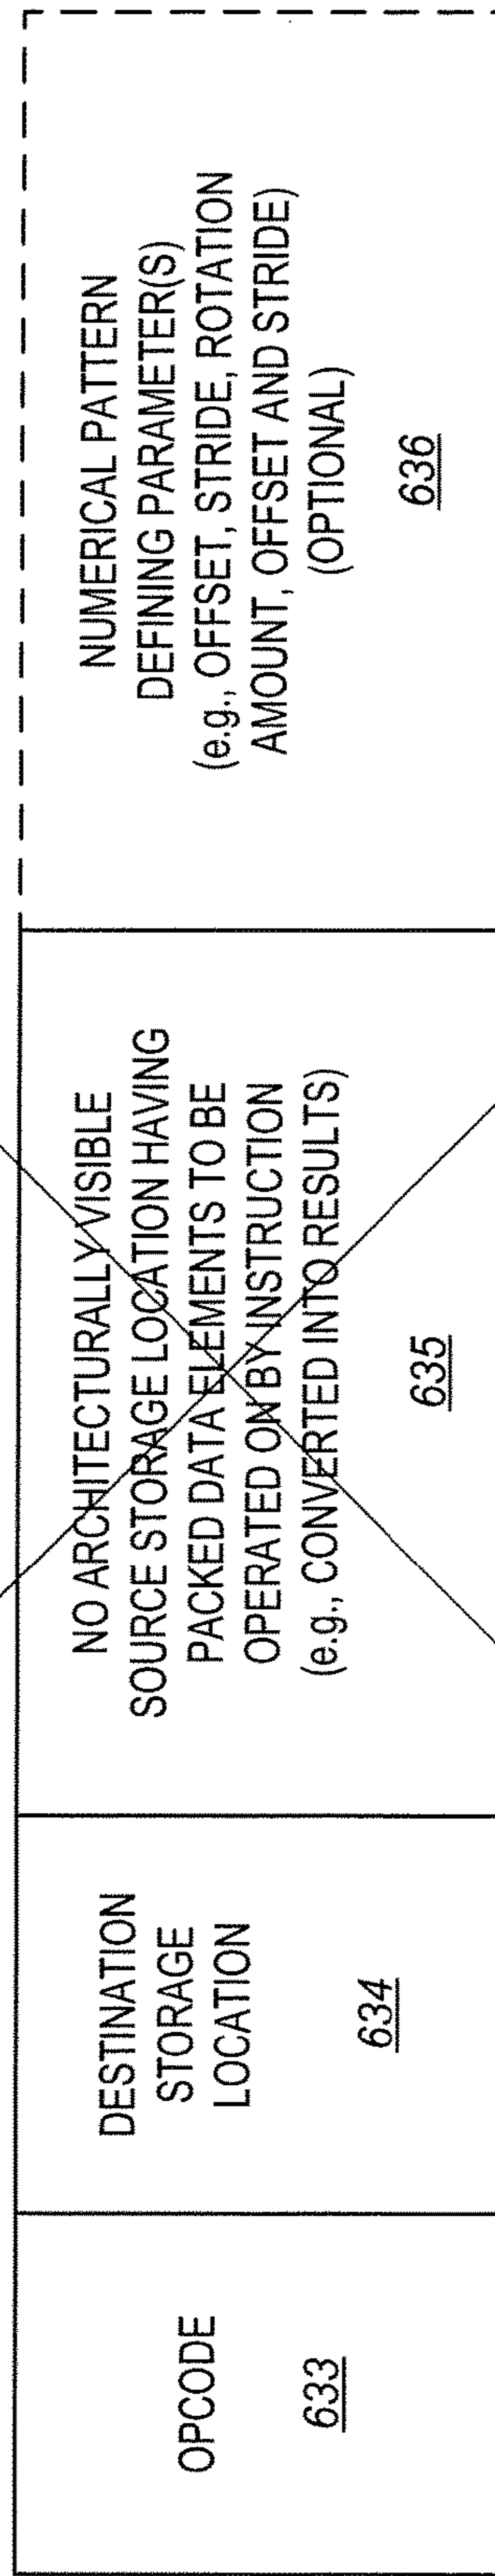 OPCODE
633
DESTINATION
STORAGE
LOCATION
634
NO ARCHITECTURALLY VISIBLE
SOURCE STORAGE LOCATION HAVING
PACKED DATA ELEMENTS TO BE
OPERATED ON BY INSTRUCTION
(e.g., CONVERTED INTO RESULTS)
635
NUMERICAL PATTERN
DEFINING PARAMETER(S)
(e.g., OFFSET, STRIDE, ROTATION
AMOUNT, OFFSET AND STRIDE)
(OPTIONAL)
636